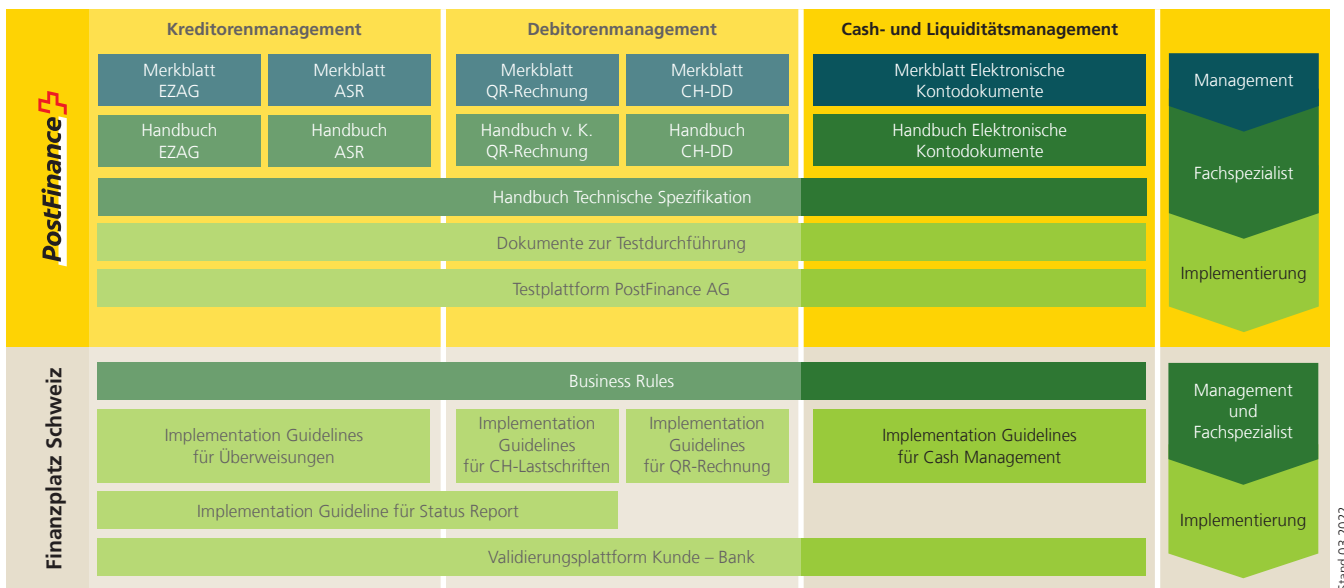 Kreditorenmanagement
Debitorenmanagement
Cash- und Liquiditätsmanagement
PostFinance
Merkblatt
EZAG
Merkblatt
ASR
Merkblatt
QR-Rechnung
Merkblatt
CH-DD
Merkblatt Elektronische
Kontodokumente
Management
Handbuch
EZAG
Handbuch
ASR
Handbuch v. K.
QR-Rechnung
Handbuch
CH-DD
Handbuch Elektronische
Kontodokumente
Fachspezialist
Handbuch Technische Spezifikation
Dokumente zur Testdurchführung
Testplattform PostFinance AG
Implementierung
Finanzplatz Schweiz
Business Rules
Management
und
Fachspezialist
Implementation Guidelines
für Überweisungen
Implementation
Guidelines
für CH-Lastschriften
Implementation
Guidelines
für QR-Rechnung
Implementation Guidelines
für Cash Management
Implementation Guideline für Status Report
Implementierung
Validierungsplattform Kunde – Bank
Stand 03.2022